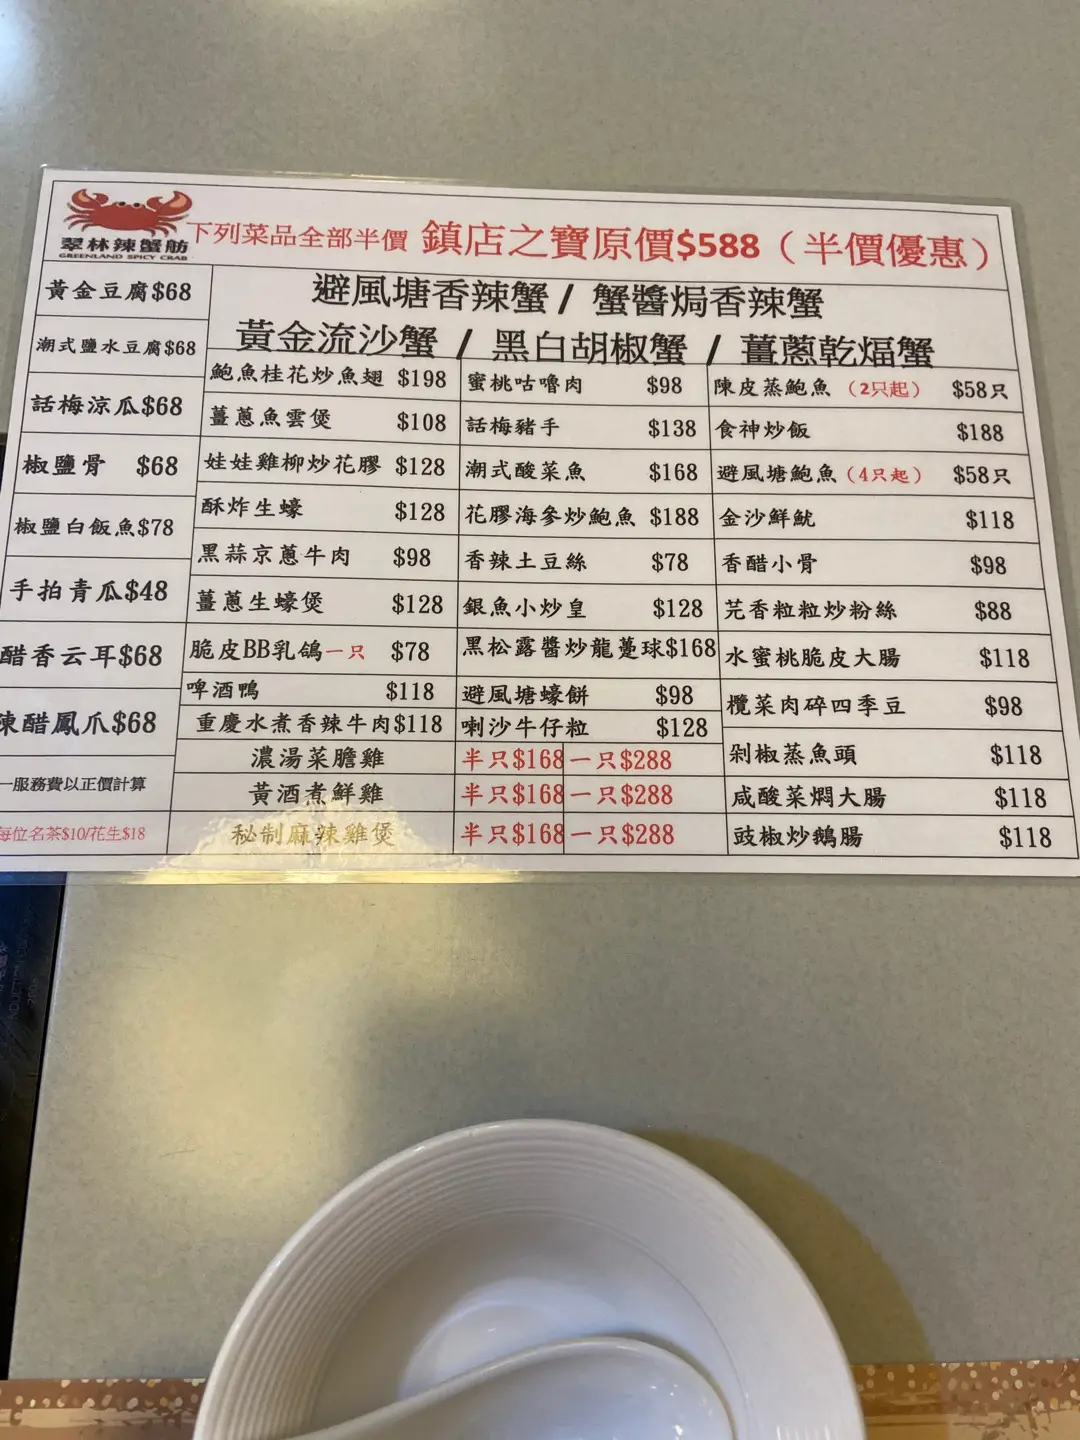 翠林辣蟹舫
GREENLAND SPICY CRAB
下列菜品全部半價 鎮店之寶原價$588（半價優惠）
避風塘香辣蟹 / 蟹醬焗香辣蟹
黃金流沙蟹 / 黑白胡椒蟹 / 薑蔥乾煏蟹
黃金豆腐$68
潮式鹽水豆腐$68
話梅涼瓜$68
椒鹽骨 $68
椒鹽白飯魚$78
手拍青瓜$48
醋香云耳$68
陳醋鳳爪$68
一服務費以正價計算
每位名茶$10/花生$18
鮑魚桂花炒魚翅 $198
薑蔥魚雲煲 $108
娃娃雞柳炒花膠 $128
酥炸生蠔 $128
黑蒜京蔥牛肉 $98
薑蔥生蠔煲 $128
脆皮BB乳鴿一只 $78
啤酒鴨 $118
重慶水煮香辣牛肉$118
蜜桃咕嚕肉 $98
話梅豬手 $138
潮式酸菜魚 $168
花膠海參炒鮑魚 $188
香辣土豆絲 $78
銀魚小炒皇 $128
黑松露醬炒龍躉球$168
避風塘蠔餅 $98
喇沙牛仔粒 $128
濃湯菜膽雞 半只$168 一只$288
黃酒煮鮮雞 半只$168 一只$288
秘制麻辣雞煲 半只$168 一只$288
陳皮蒸鮑魚（2只起） $58只
食神炒飯 $188
避風塘鮑魚（4只起） $58只
金沙鮮魷 $118
香醋小骨 $98
芫香粒粒炒粉絲 $88
水蜜桃脆皮大腸 $118
欖菜肉碎四季豆 $98
剁椒蒸魚頭 $118
咸酸菜燜大腸 $118
豉椒炒鵝腸 $118